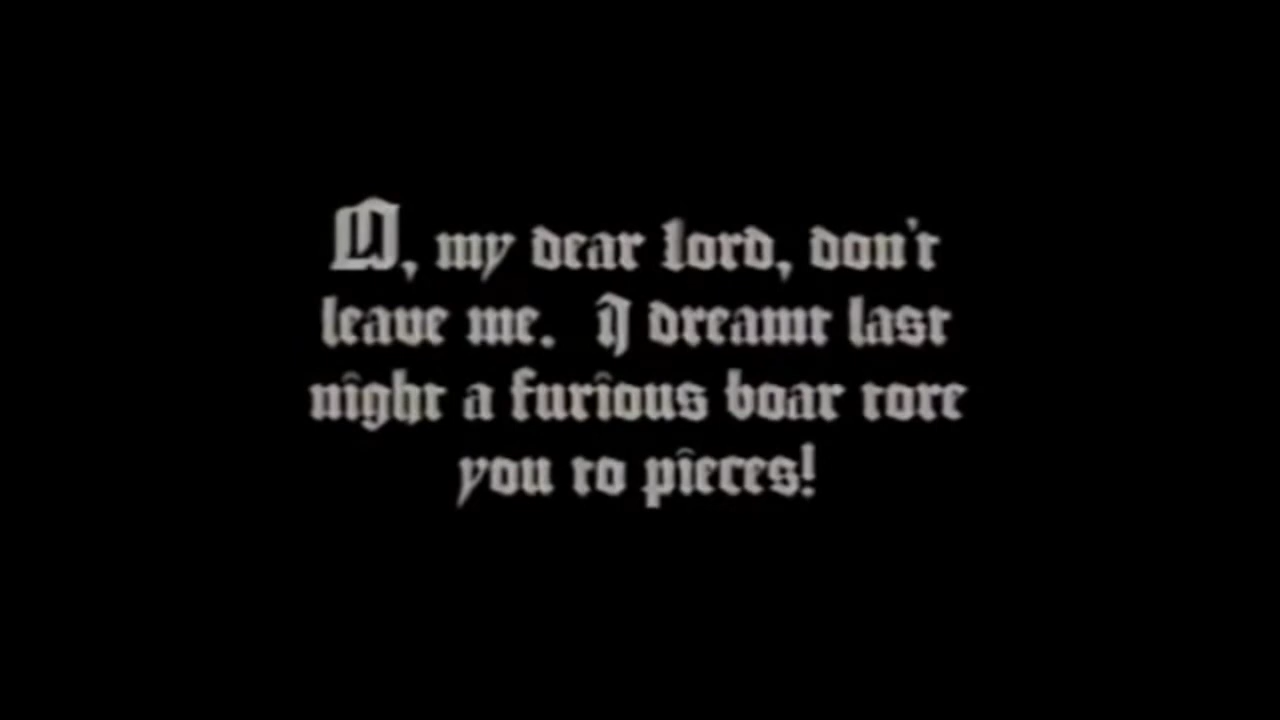 O, my dear lord, don't
leave me. I dreamt last
night a furious boar tore
you to pieces!